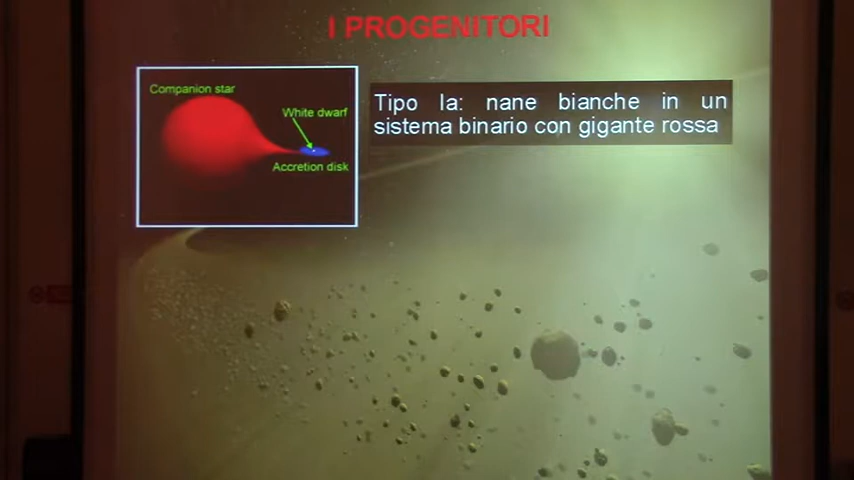 I PROGENITORI
Companion star
White dwarf
Accretion disk
Tipo Ia: nane bianche in un
sistema binario con gigante rossa